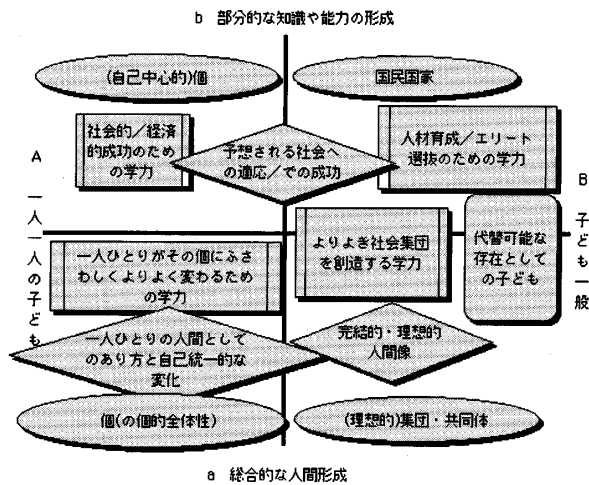 b 部分的な知識や能力の形成
(自己中心的)個
国民国家
社会的／経済
的成功のため
の学力
予想される社会へ
の適応／での成功
人材育成／エリート
選抜のための学力
A 一人一人の子ども
B 子ども一般
一人ひとりがその個にふさ
わしくよりよく変わるため
の学力
よりよき社会集団
を創造する学力
代替可能な
存在として
の子ども
一人ひとりの人間として
のあり方と自己統一的な
変化
完結的・理想的
人間像
個(の個的全体性)
(理想的)集団・共同体
a 総合的な人間形成